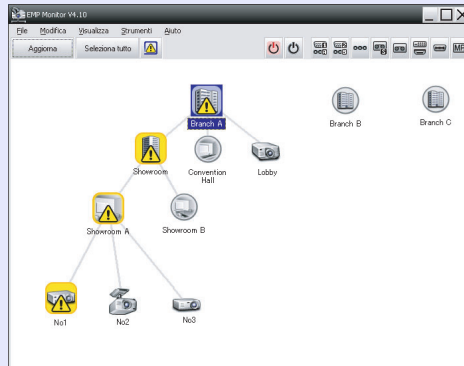 EMP Monitor V4.10
File Modifica Visualizza Strumenti Aiuto
Aggiorna Seleziona tutto
Branch A
Branch B
Branch C
Showroom
Convention
Hall
Lobby
Showroom A
Showroom B
No1
No2
No3